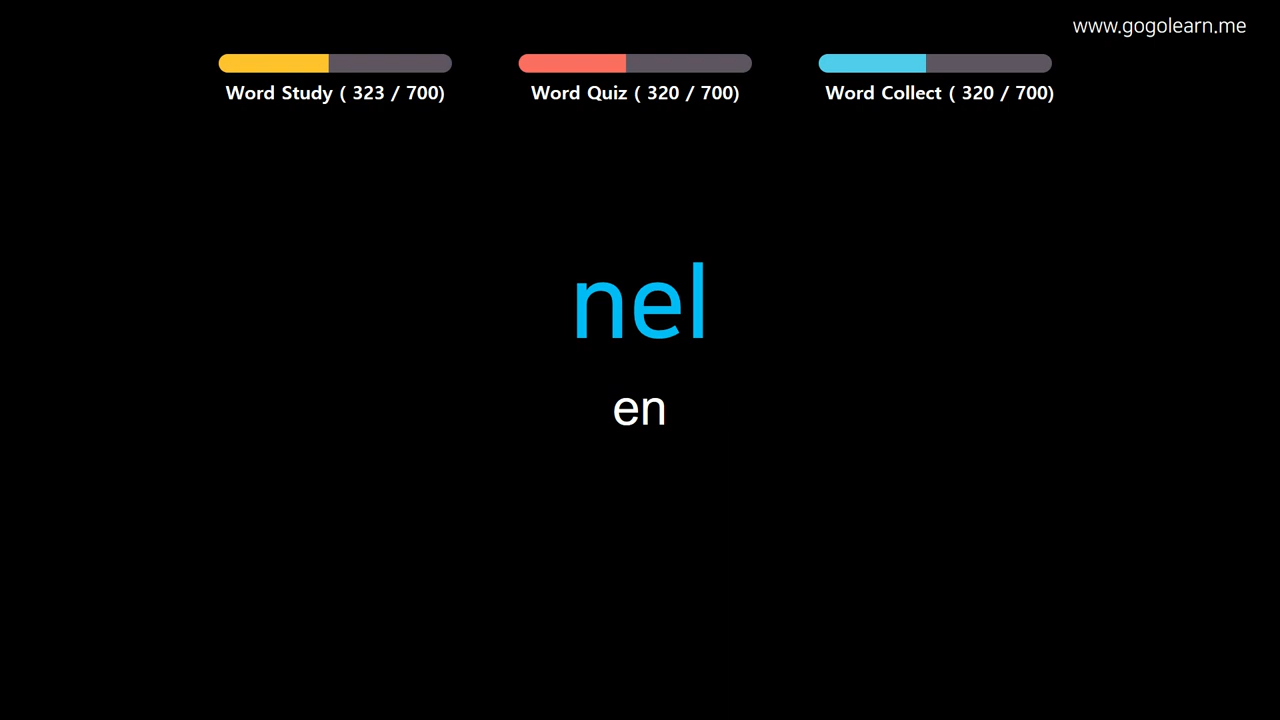 www.gogolearn.me
Word Study ( 323 / 700)
Word Quiz ( 320 / 700)
Word Collect ( 320 / 700)
nel
en